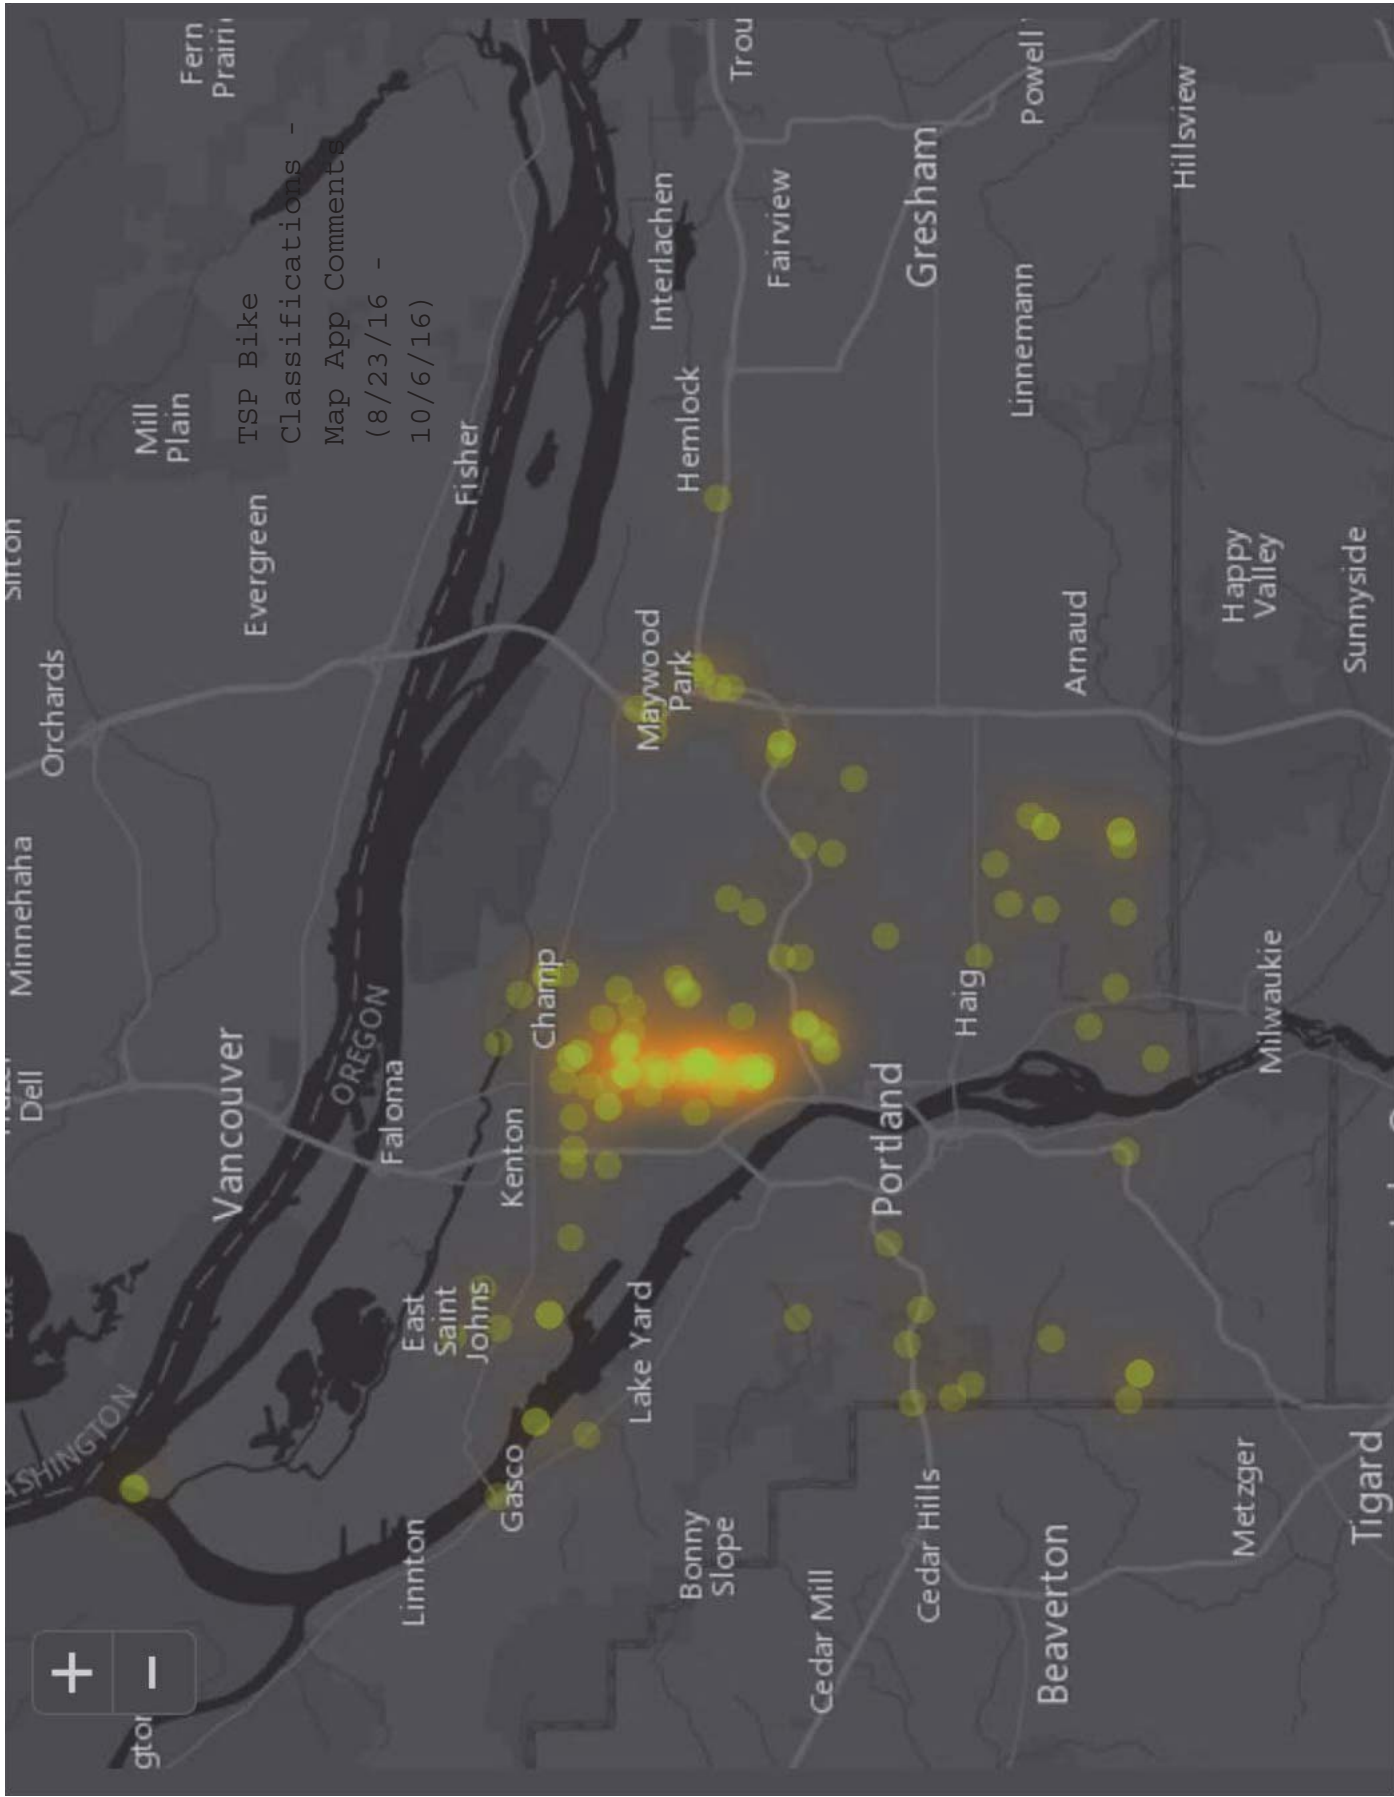 TSP Bike
Classifications -
Map App Comments
(8/23/16 -
10/6/16)
+
−
WASHINGTON
OREGON
Vancouver
Dell
Minnehaha
Orchards
Sifton
Evergreen
Mill
Plain
Fern
Prairi
Fisher
Faloma
Kenton
East
Saint
Johns
Champ
Linnton
Gasco
Lake Yard
Maywood
Park
Hemlock
Interlachen
Fairview
Trou
Gresham
Powell
Linnemann
Hillsview
Arnaud
Happy
Valley
Sunnyside
Haig
Milwaukie
Portland
Bonny
Slope
Cedar Mill
Cedar Hills
Beaverton
Metzger
Tigard
gton